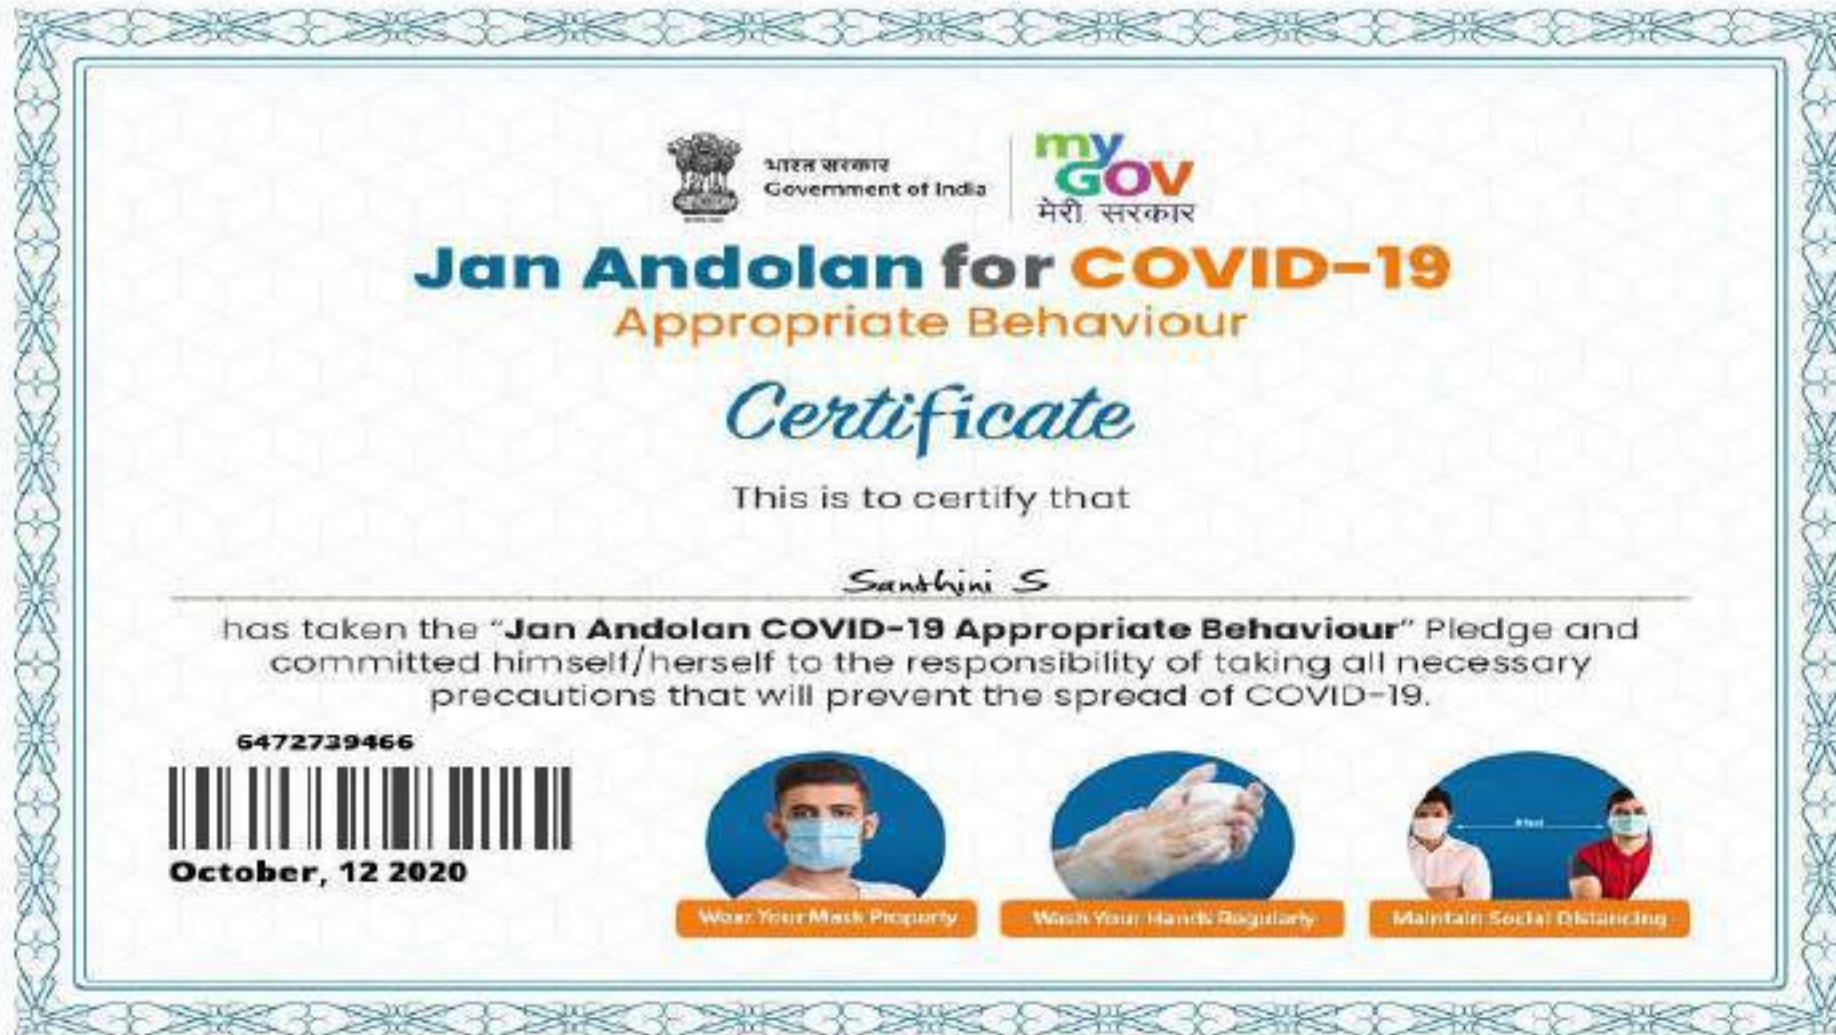 भारत सरकार
Government of India
my
GOV
मेरी सरकार
Jan Andolan for COVID-19
Appropriate Behaviour
Certificate
This is to certify that
Santhini S
has taken the "Jan Andolan COVID-19 Appropriate Behaviour" Pledge and
committed himself/herself to the responsibility of taking all necessary
precautions that will prevent the spread of COVID-19.
6472739466
October, 12 2020
Wear Your Mask Properly
Wash Your Hands Regularly
Maintain Social Distancing